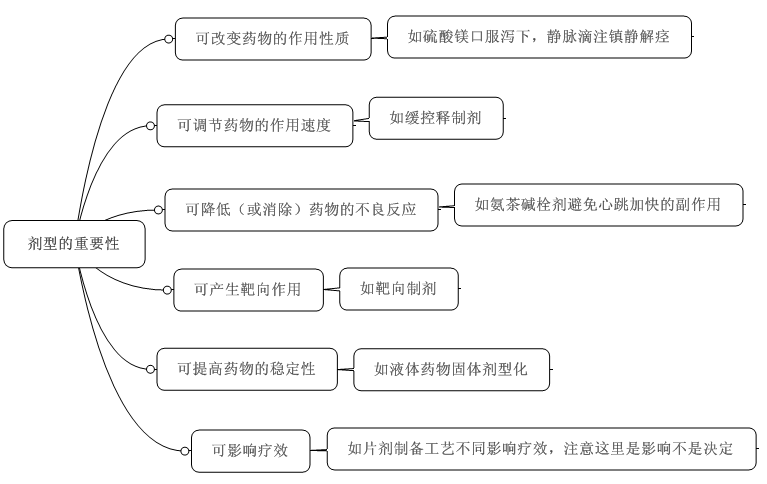 可改变药物的作用性质
如硫酸镁口服泻下，静脉滴注镇静解痉
可调节药物的作用速度
如缓控释制剂
可降低（或消除）药物的不良反应
如氨茶碱栓剂避免心跳加快的副作用
剂型的重要性
可产生靶向作用
如靶向制剂
可提高药物的稳定性
如液体药物固体剂型化
可影响疗效
如片剂制备工艺不同影响疗效，注意这里是影响不是决定